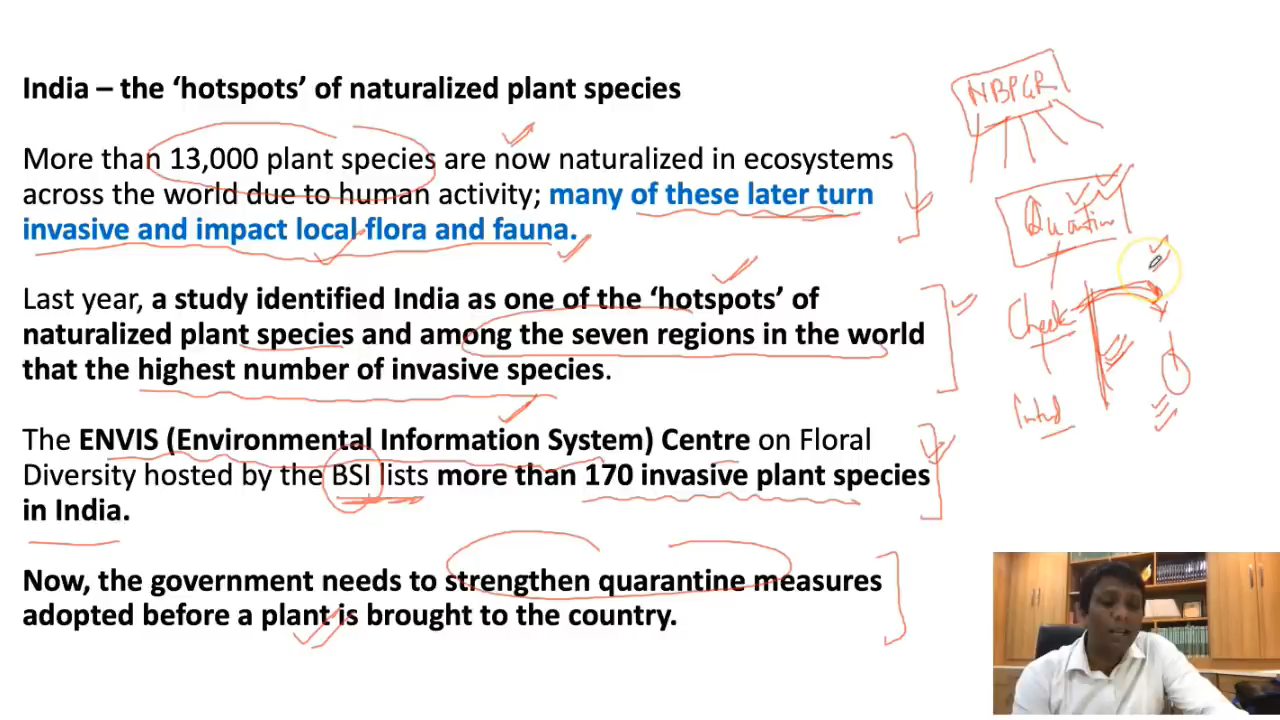 India – the ‘hotspots’ of naturalized plant species
More than 13,000 plant species are now naturalized in ecosystems
across the world due to human activity; many of these later turn
invasive and impact local flora and fauna.
Last year, a study identified India as one of the ‘hotspots’ of
naturalized plant species and among the seven regions in the world
that the highest number of invasive species.
The ENVIS (Environmental Information System) Centre on Floral
Diversity hosted by the BSI lists more than 170 invasive plant species
in India.
Now, the government needs to strengthen quarantine measures
adopted before a plant is brought to the country.
NBPGR
Check